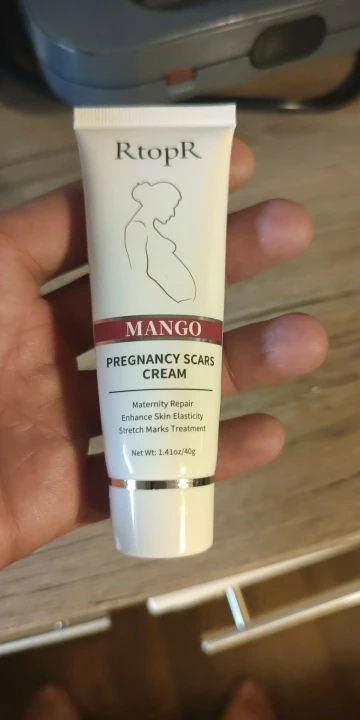 RtopR
MANGO
PREGNANCY SCARS
CREAM
Maternity Repair
Enhance Skin Elasticity
Stretch Marks Treatment
Net Wt: 1.41oz/40g